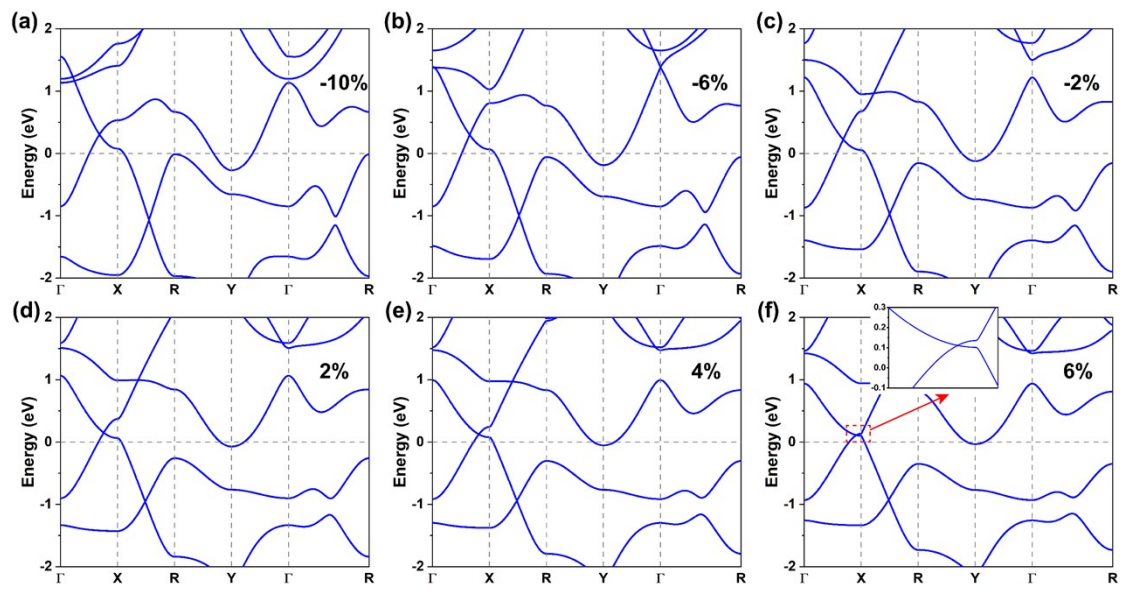 (a)
2
1
0
-1
-2
Energy (eV)
-10%
Γ X R Y Γ R
(b)
2
1
0
-1
-2
Energy (eV)
-6%
Γ X R Y Γ R
(c)
2
1
0
-1
-2
Energy (eV)
-2%
Γ X R Y Γ R
(d)
2
1
0
-1
-2
Energy (eV)
2%
Γ X R Y Γ R
(e)
2
1
0
-1
-2
Energy (eV)
4%
Γ X R Y Γ R
(f)
2
1
0
-1
-2
Energy (eV)
0.3
0.2
0.1
0.0
-0.1
6%
Γ X R Y Γ R